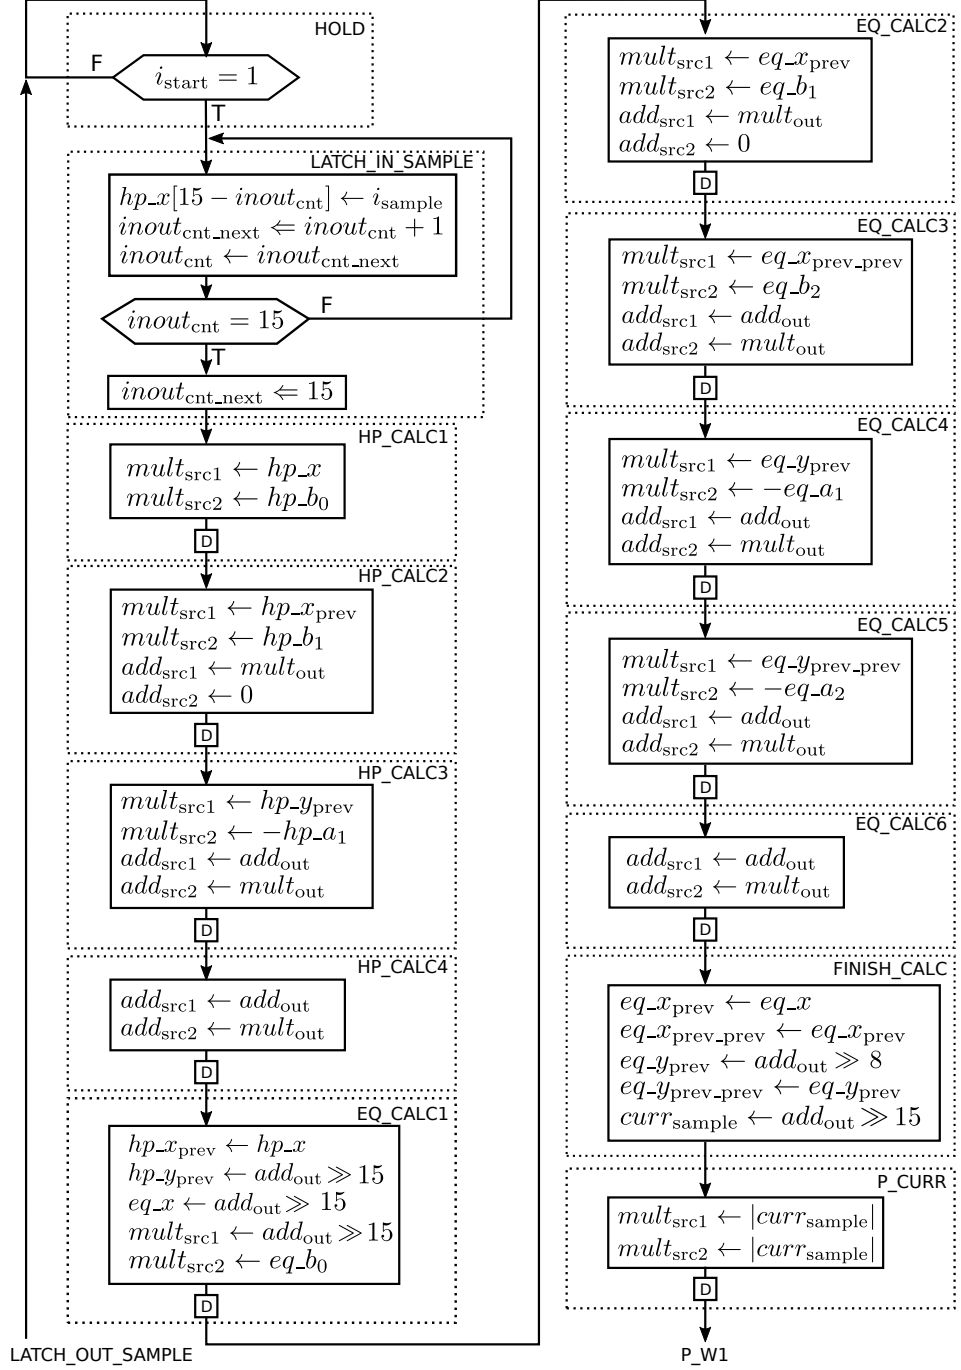 HOLD
F
i_start = 1
T
LATCH_IN_SAMPLE
hp_x[15 − inout_cnt] ← i_sample
inout_cnt_next ⇐ inout_cnt + 1
inout_cnt ← inout_cnt_next
F
inout_cnt = 15
T
inout_cnt_next ⇐ 15
HP_CALC1
mult_src1 ← hp_x
mult_src2 ← hp_b_0
D
HP_CALC2
mult_src1 ← hp_x_prev
mult_src2 ← hp_b_1
add_src1 ← mult_out
add_src2 ← 0
D
HP_CALC3
mult_src1 ← hp_y_prev
mult_src2 ← −hp_a_1
add_src1 ← add_out
add_src2 ← mult_out
D
HP_CALC4
add_src1 ← add_out
add_src2 ← mult_out
D
EQ_CALC1
hp_x_prev ← hp_x
hp_y_prev ← add_out ≫ 15
eq_x ← add_out ≫ 15
mult_src1 ← add_out ≫ 15
mult_src2 ← eq_b_0
D
LATCH_OUT_SAMPLE
EQ_CALC2
mult_src1 ← eq_x_prev
mult_src2 ← eq_b_1
add_src1 ← mult_out
add_src2 ← 0
D
EQ_CALC3
mult_src1 ← eq_x_prev_prev
mult_src2 ← eq_b_2
add_src1 ← add_out
add_src2 ← mult_out
D
EQ_CALC4
mult_src1 ← eq_y_prev
mult_src2 ← −eq_a_1
add_src1 ← add_out
add_src2 ← mult_out
D
EQ_CALC5
mult_src1 ← eq_y_prev_prev
mult_src2 ← −eq_a_2
add_src1 ← add_out
add_src2 ← mult_out
D
EQ_CALC6
add_src1 ← add_out
add_src2 ← mult_out
D
FINISH_CALC
eq_x_prev ← eq_x
eq_x_prev_prev ← eq_x_prev
eq_y_prev ← add_out ≫ 8
eq_y_prev_prev ← eq_y_prev
curr_sample ← add_out ≫ 15
P_CURR
mult_src1 ← |curr_sample|
mult_src2 ← |curr_sample|
D
P_W1